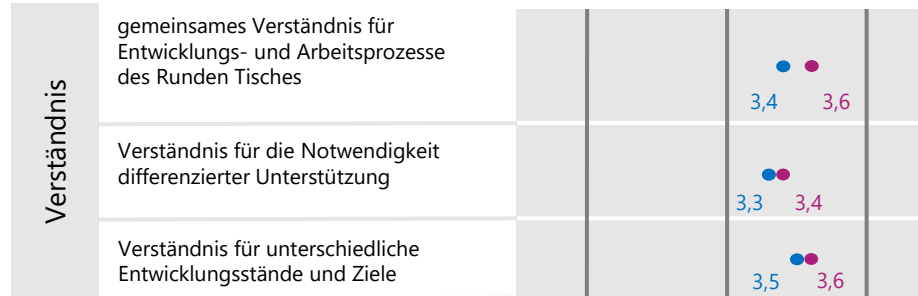 Verständnis
gemeinsames Verständnis für
Entwicklungs- und Arbeitsprozesse
des Runden Tisches
3,4 3,6
Verständnis für die Notwendigkeit
differenzierter Unterstützung
3,3 3,4
Verständnis für unterschiedliche
Entwicklungsstände und Ziele
3,5 3,6